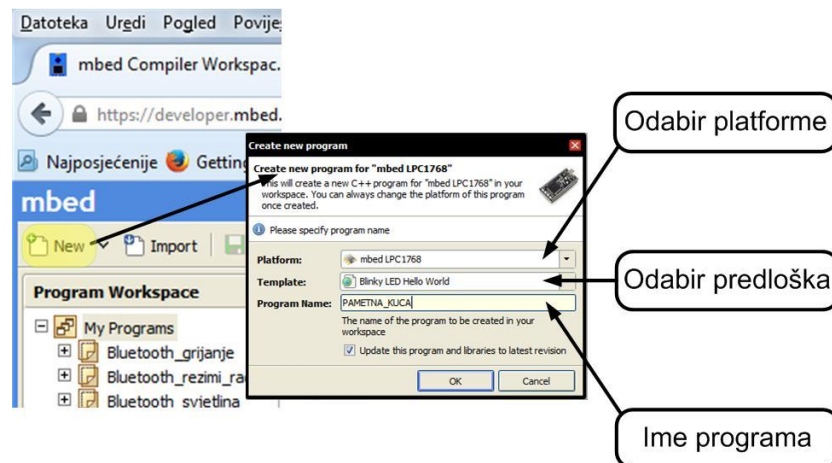 Datoteka Uredi Pogled Povije
mbed Compiler Workspac.
https://developer.mbed.
Najposjećenije Getting
mbed
New Import
Program Workspace
My Programs
Bluetooth_grijanje
Bluetooth_rezimi_ra
Bluetooth_svjetlina
Create new program
Create new program for "mbed LPC1768"
This will create a new C++ program for "mbed LPC1768" in your
workspace. You can always change the platform of this program
once created.
Please specify program name
Platform: mbed LPC1768
Template: Blinky LED Hello World
Program Name: PAMETNA_KUCA
The name of the program to be created in your
workspace
Update this program and libraries to latest revision
OK Cancel
Odabir platforme
Odabir predloška
Ime programa